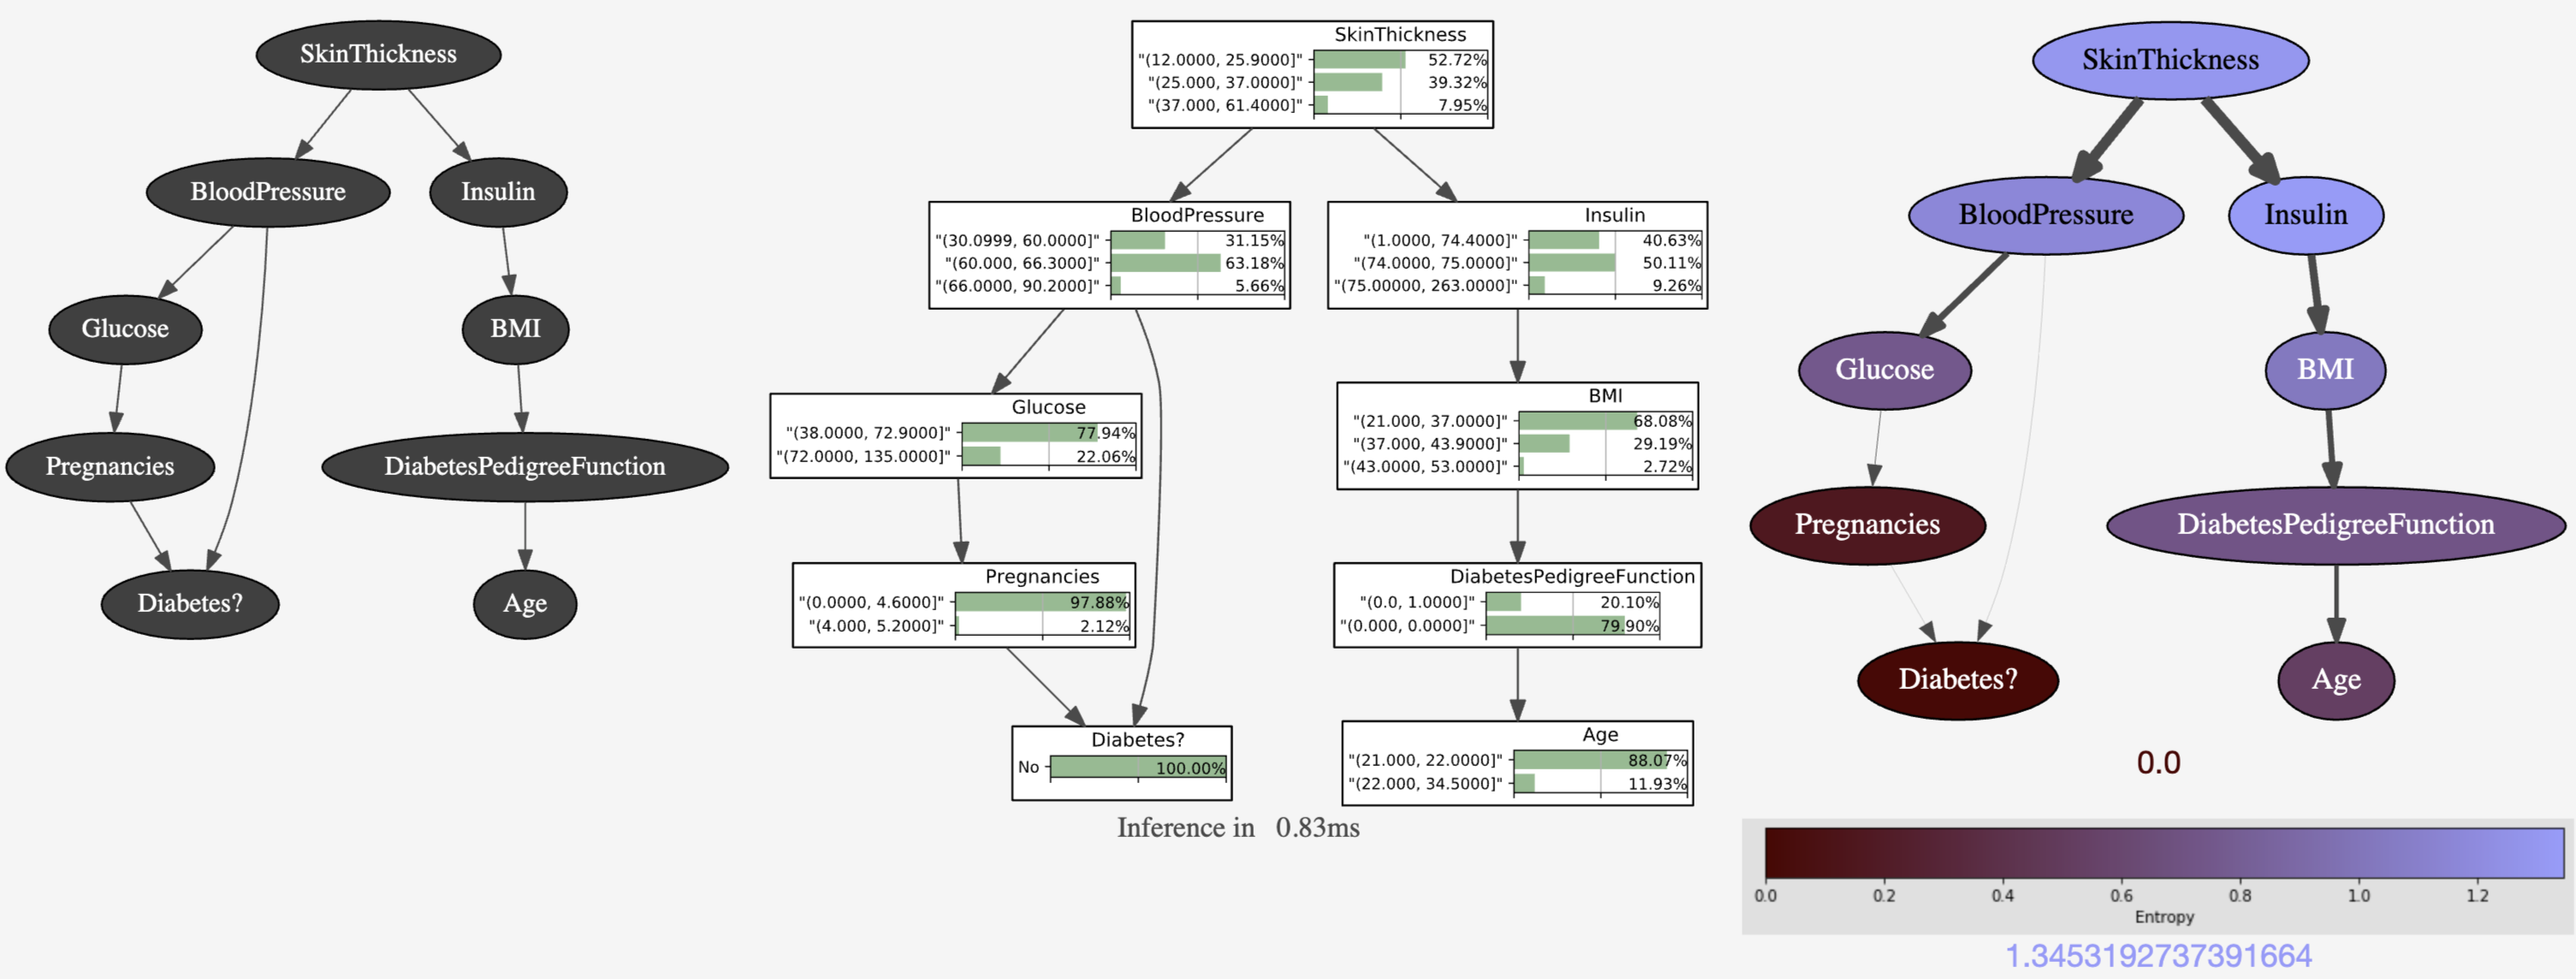 SkinThickness
BloodPressure
Insulin
Glucose
BMI
Pregnancies
DiabetesPedigreeFunction
Diabetes?
Age
SkinThickness
"(12.0000, 25.9000]" 52.72%
"(25.000, 37.0000]" 39.32%
"(37.000, 61.4000]" 7.95%
BloodPressure
"(30.0999, 60.0000]" 31.15%
"(60.000, 66.3000]" 63.18%
"(66.0000, 90.2000]" 5.66%
Insulin
"(1.0000, 74.4000]" 40.63%
"(74.0000, 75.0000]" 50.11%
"(75.00000, 263.0000]" 9.26%
Glucose
"(38.0000, 72.9000]" 77.94%
"(72.0000, 135.0000]" 22.06%
BMI
"(21.000, 37.0000]" 68.08%
"(37.000, 43.9000]" 29.19%
"(43.0000, 53.0000]" 2.72%
Pregnancies
"(0.0000, 4.6000]" 97.88%
"(4.000, 5.2000]" 2.12%
DiabetesPedigreeFunction
"(0.0, 1.0000]" 20.10%
"(0.000, 0.0000]" 79.90%
Diabetes?
No 100.00%
Age
"(21.000, 22.0000]" 88.07%
"(22.000, 34.5000]" 11.93%
Inference in 0.83ms
SkinThickness
BloodPressure
Insulin
Glucose
BMI
Pregnancies
DiabetesPedigreeFunction
Diabetes?
Age
0.0
0.0 0.2 0.4 0.6 0.8 1.0 1.2
Entropy
1.3453192737391664